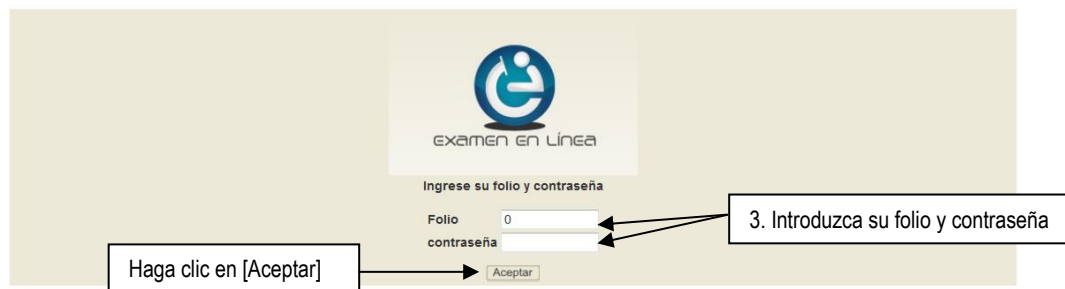 Examen en Línea
Ingrese su folio y contraseña
Folio 0
3. Introduzca su folio y contraseña
contraseña
Haga clic en [Aceptar]
Aceptar